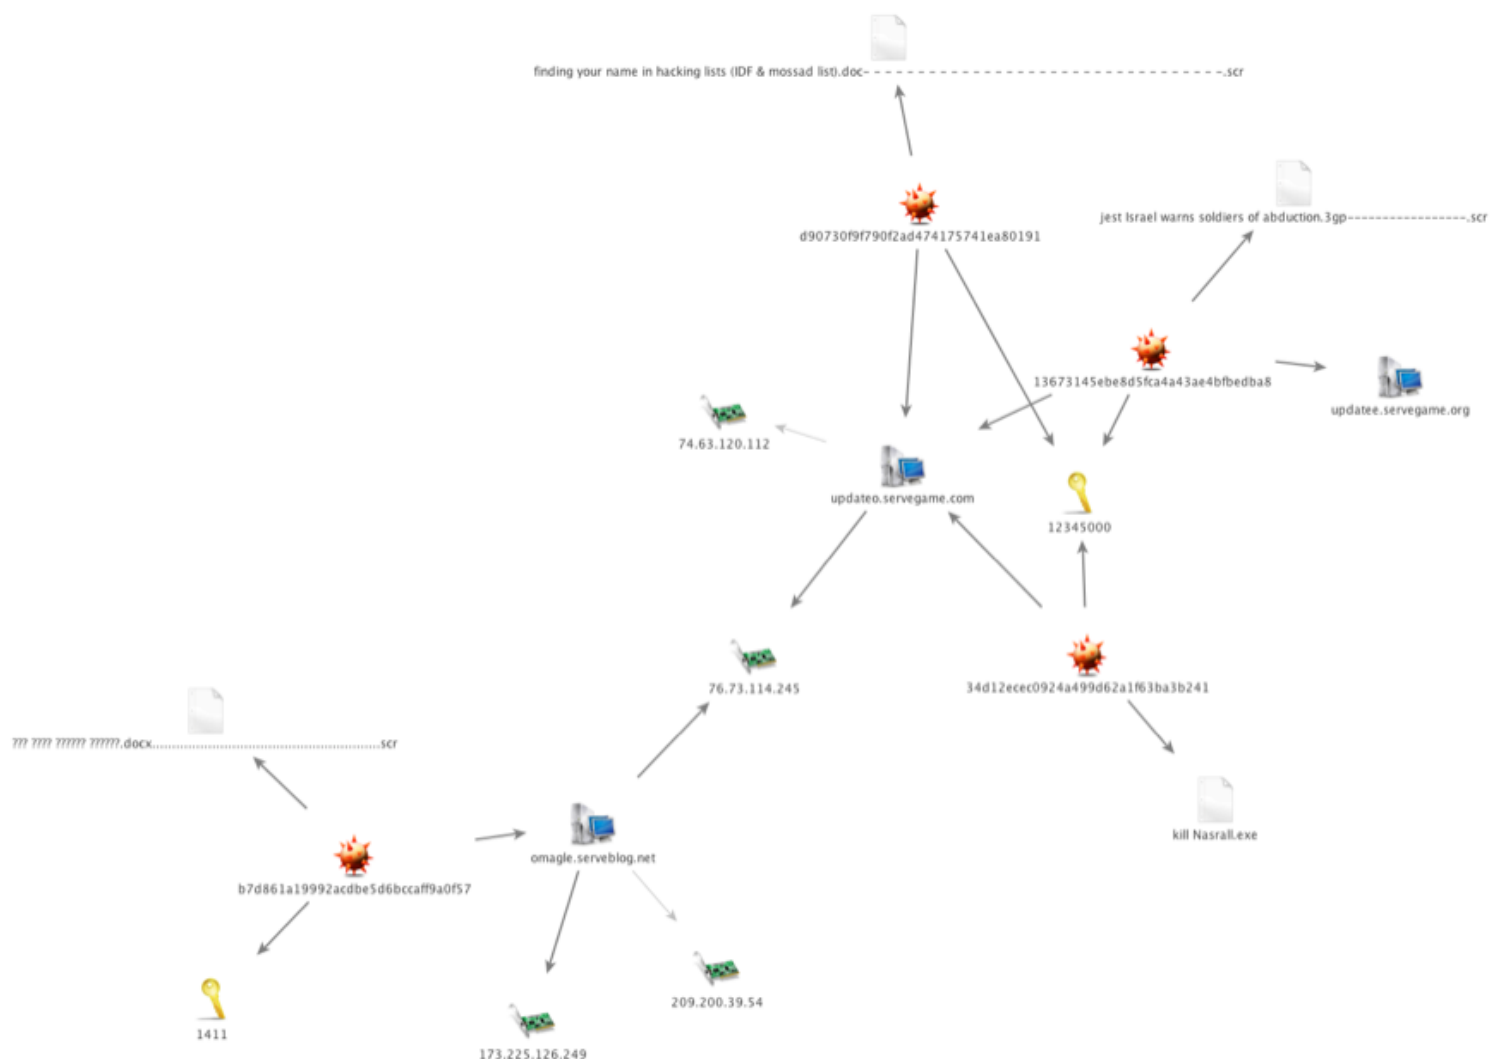 finding your name in hacking lists (IDF & mossad list).doc- - - - - - - - - - - - - - - - - - - - - - - - - - - - - - - - - - - -.scr
d90730f9f790f2ad474175741ea80191
jest Israel warns soldiers of abduction.3gp-----------------.scr
13673145ebe8d5fca4a43ae4bfbedba8
updatee.servegame.org
74.63.120.112
updateo.servegame.com
12345000
76.73.114.245
34d12ecec0924a499d62a1f63ba3b241
??? ???? ?????? ??????.docx......................................................scr
kill Nasrall.exe
omagle.serveblog.net
b7d861a19992acdbe5d6bccaff9a0f57
209.200.39.54
1411
173.225.126.249